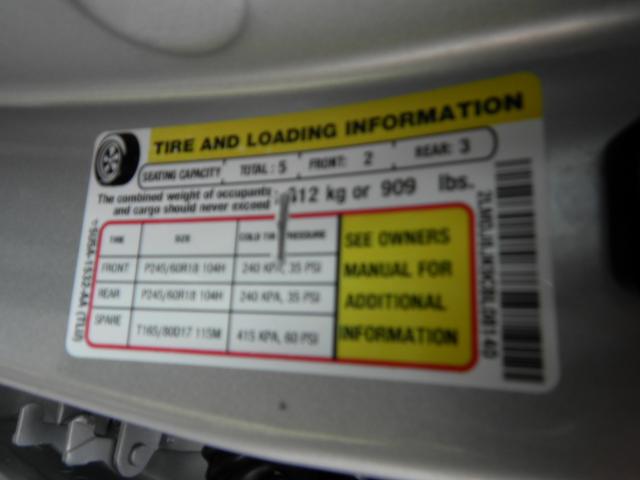 TIRE AND LOADING INFORMATION
SEATING CAPACITY TOTAL : 5 FRONT: 2 REAR: 3
The combined weight of occupants : 412 kg or 909 lbs.
and cargo should never exceed
TIRE SIZE COLD TIRE PRESSURE
FRONT P245/60R18 104H 240 KPA, 35 PSI
REAR P245/60R18 104H 240 KPA, 35 PSI
SPARE T165/80D17 115M 415 KPA, 60 PSI
SEE OWNERS
MANUAL FOR
ADDITIONAL
INFORMATION